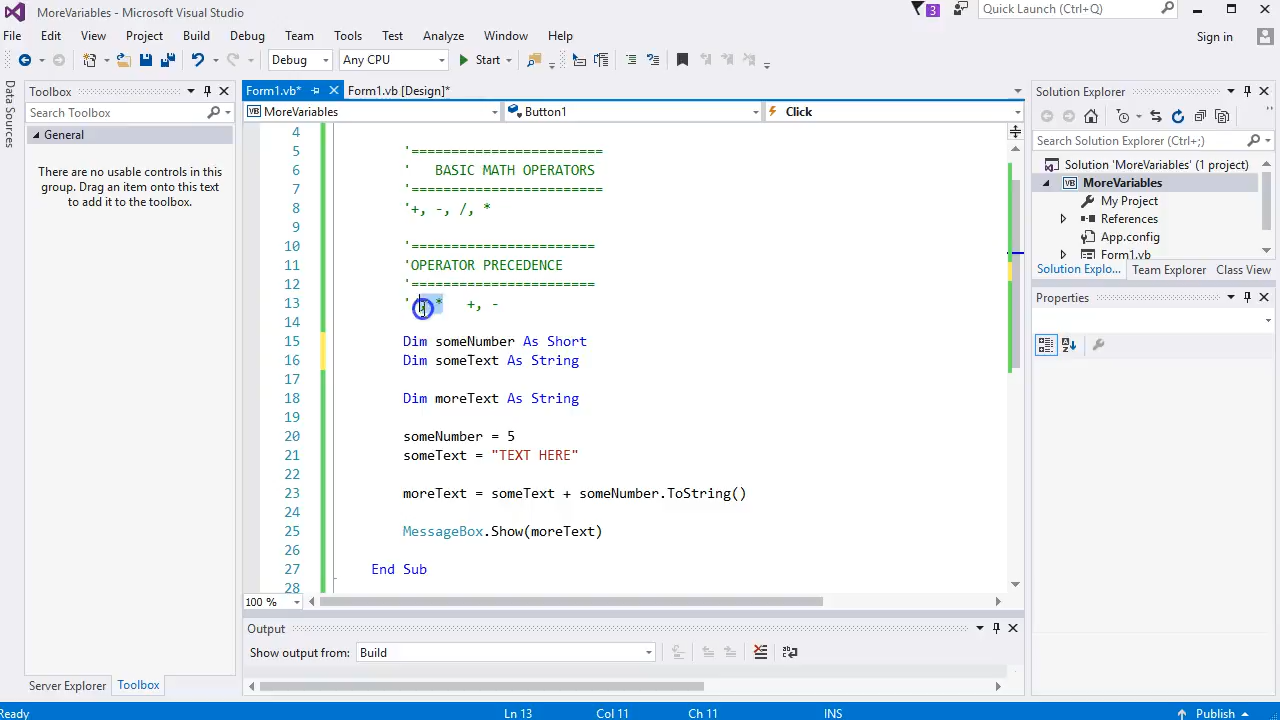 MoreVariables - Microsoft Visual Studio
3
Quick Launch (Ctrl+Q)
File Edit View Project Build Debug Team Tools Test Analyze Window Help
Sign in
Debug Any CPU Start
Data Sources
Toolbox
Search Toolbox
General
There are no usable controls in this
group. Drag an item onto this text
to add it to the toolbox.
Server Explorer Toolbox
Form1.vb* Form1.vb [Design]*
VB MoreVariables Button1 Click
4
5 '========================
6 ' BASIC MATH OPERATORS
7 '========================
8 '+, -, /, *
9
10 '=======================
11 'OPERATOR PRECEDENCE
12 '=======================
13 ' * +, -
14
15 Dim someNumber As Short
16 Dim someText As String
17
18 Dim moreText As String
19
20 someNumber = 5
21 someText = "TEXT HERE"
22
23 moreText = someText + someNumber.ToString()
24
25 MessageBox.Show(moreText)
26
27 End Sub
28
100 %
Output
Show output from: Build
Solution Explorer
Search Solution Explorer (Ctrl+;)
Solution 'MoreVariables' (1 project)
VB MoreVariables
My Project
References
App.config
Form1.vb
Solution Explo... Team Explorer Class View
Properties
Ready Ln 13 Col 11 Ch 11 INS Publish